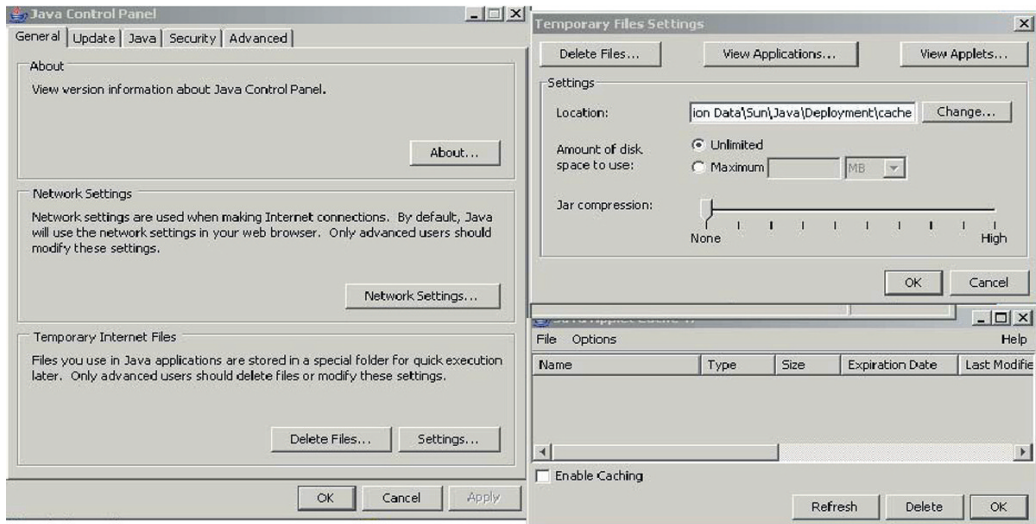 Java Control Panel
General Update Java Security Advanced
About
View version information about Java Control Panel.
About...
Network Settings
Network settings are used when making Internet connections. By default, Java
will use the network settings in your web browser. Only advanced users should
modify these settings.
Network Settings...
Temporary Internet Files
Files you use in Java applications are stored in a special folder for quick execution
later. Only advanced users should delete files or modify these settings.
Delete Files... Settings...
OK Cancel Apply
Temporary Files Settings
Delete Files... View Applications... View Applets...
Settings
Location: ion Data\Sun\Java\Deployment\cache Change...
Amount of disk
space to use:
Unlimited
Maximum MB
Jar compression:
None High
OK Cancel
Java Applet Cache
File Options Help
Name Type Size Expiration Date Last Modifie
Enable Caching
Refresh Delete OK